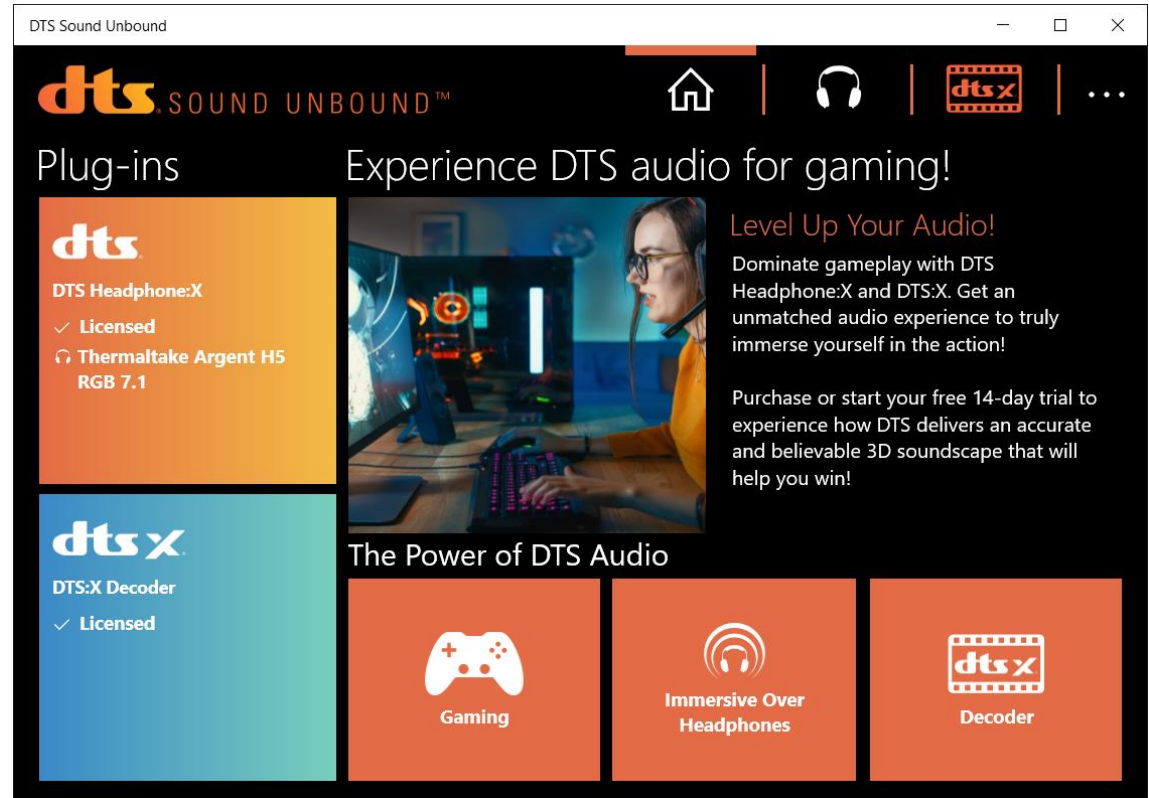 DTS Sound Unbound
dts SOUND UNBOUND™
dts x
Plug-ins
Experience DTS audio for gaming!
dts
DTS Headphone:X
Licensed
Thermaltake Argent H5
RGB 7.1
Level Up Your Audio!
Dominate gameplay with DTS
Headphone:X and DTS:X. Get an
unmatched audio experience to truly
immerse yourself in the action!
Purchase or start your free 14-day trial to
experience how DTS delivers an accurate
and believable 3D soundscape that will
help you win!
dts x
DTS:X Decoder
Licensed
The Power of DTS Audio
Gaming
Immersive Over
Headphones
dts x
Decoder